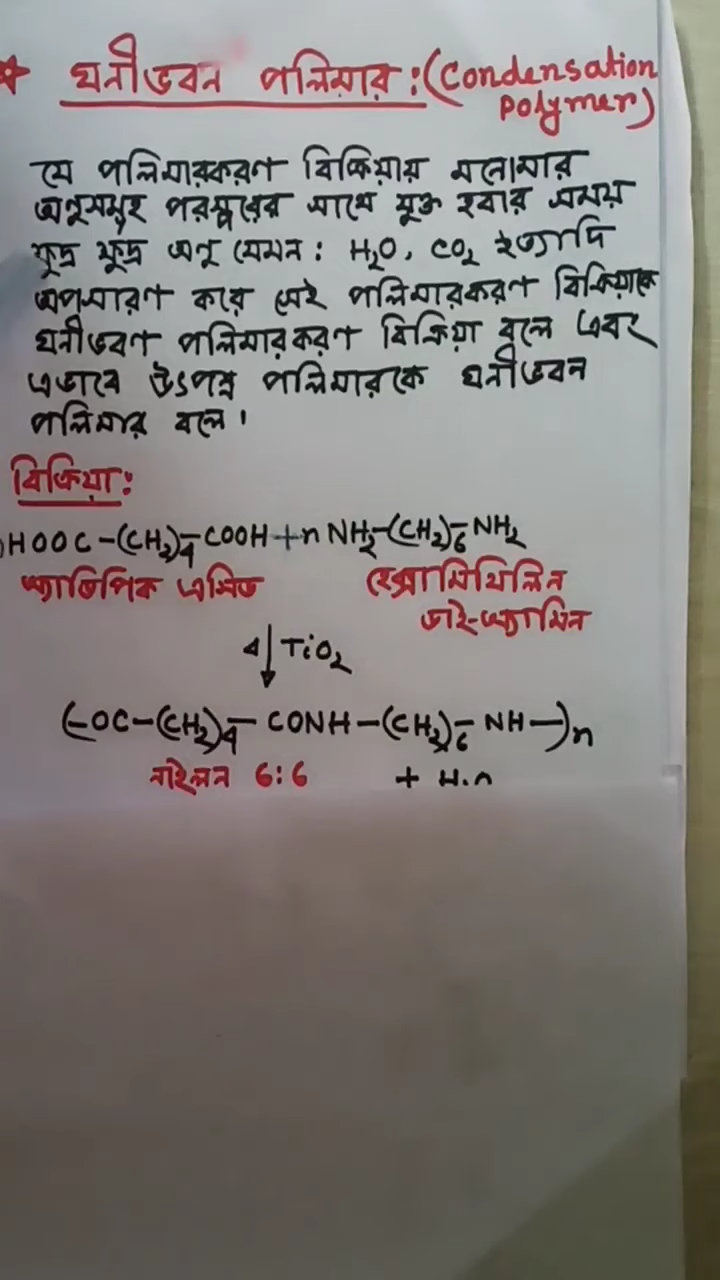 * ঘনীভবন পলিমার : (Condensation
polymer)
যে পলিমারকরণ বিক্রিয়ায় মনোমার
অণুসমূহ পরস্পরের সাথে যুক্ত হবার সময়
ক্ষুদ্র ক্ষুদ্র অণু যেমন : H₂O, CO₂ ইত্যাদি
অপসারণ করে সেই পলিমারকরণ বিক্রিয়াকে
ঘনীভবণ পলিমারকরণ বিক্রিয়া বলে এবং
এভাবে উৎপন্ন পলিমারকে ঘনীভবন
পলিমার বলে।
বিক্রিয়া :
HOOC-(CH₂)₄-COOH + n NH₂-(CH₂)₆-NH₂
অ্যাডিপিক এসিড হেক্সামিথিলিন
ডাই-অ্যামিন
Δ↓ TiO₂
(-OC-(CH₂)₄-CONH-(CH₂)₆-NH-)n
নাইলন 6:6 +